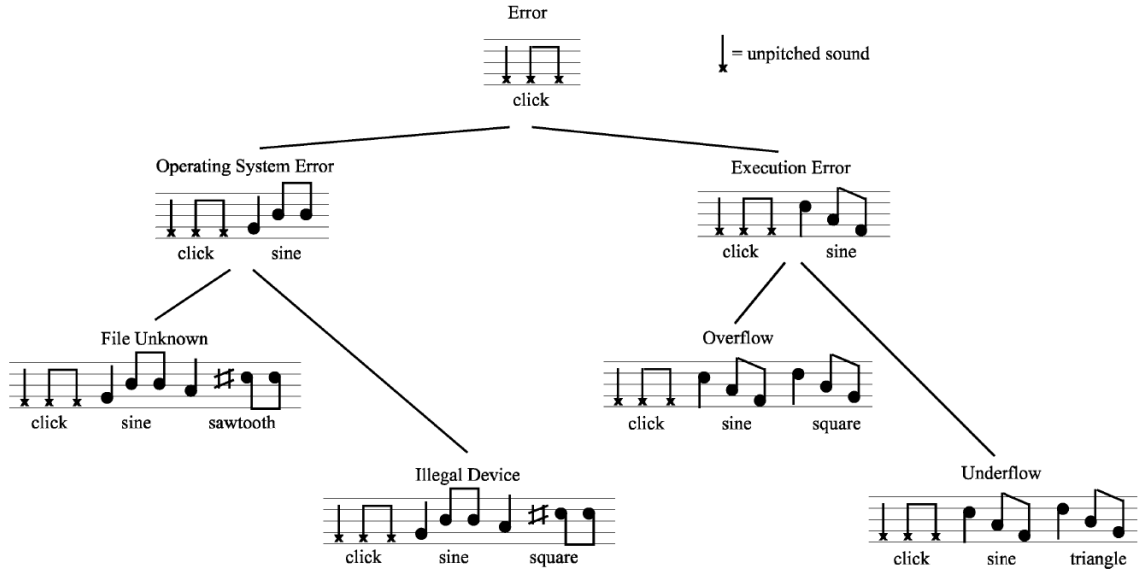 Error
= unpitched sound
click
Operating System Error
Execution Error
click sine
click sine
File Unknown
Overflow
click sine sawtooth
click sine square
Illegal Device
Underflow
click sine square
click sine triangle